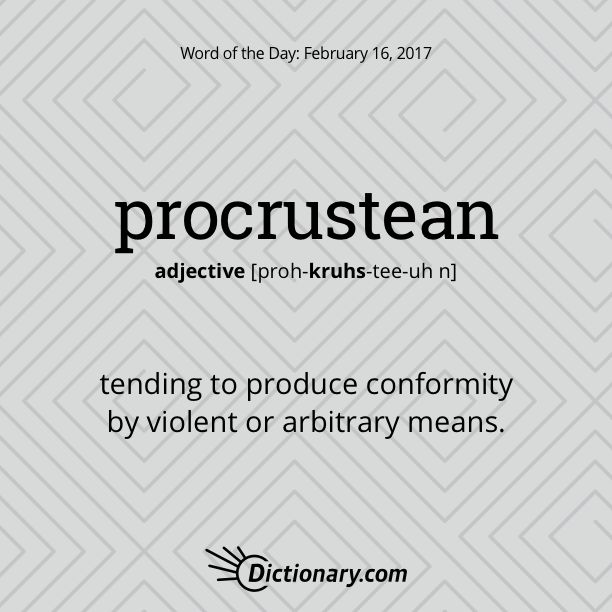 Word of the Day: February 16, 2017
procrustean
adjective [proh-kruhs-tee-uh n]
tending to produce conformity
by violent or arbitrary means.
Dictionary.com